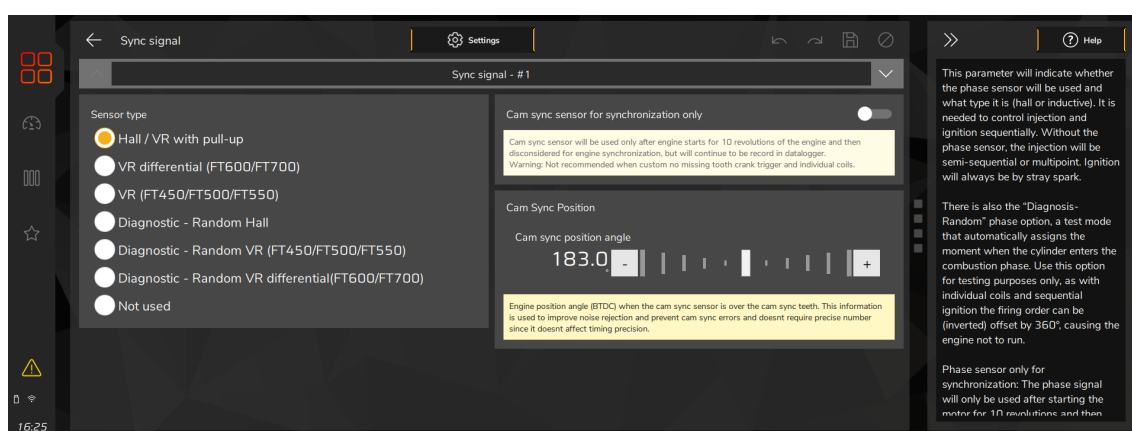 Sync signal
Settings
Help
Sync signal - #1
Sensor type
Hall / VR with pull-up
VR differential (FT600/FT700)
VR (FT450/FT500/FT550)
Diagnostic - Random Hall
Diagnostic - Random VR (FT450/FT500/FT550)
Diagnostic - Random VR differential(FT600/FT700)
Not used
Cam sync sensor for synchronization only
Cam sync sensor will be used only after engine starts for 10 revolutions of the engine and then
disconsidered for engine synchronization, but will continue to be record in datalogger.
Warning: Not recommended when custom no missing tooth crank trigger and individual coils.
Cam Sync Position
Cam sync position angle
183.0° - +
Engine position angle (BTDC) when the cam sync sensor is over the cam sync teeth. This information
is used to improve noise rejection and prevent cam sync errors and doesnt require precise number
since it doesnt affect timing precision.
This parameter will indicate whether
the phase sensor will be used and
what type it is (hall or inductive). It is
needed to control injection and
ignition sequentially. Without the
phase sensor, the injection will be
semi-sequential or multipoint. Ignition
will always be by stray spark.
There is also the “Diagnosis-
Random” phase option, a test mode
that automatically assigns the
moment when the cylinder enters the
combustion phase. Use this option
for testing purposes only, as with
individual coils and sequential
ignition the firing order can be
(inverted) offset by 360°, causing the
engine not to run.
Phase sensor only for
synchronization: The phase signal
will only be used after starting the
motor for 10 revolutions and then
16:25